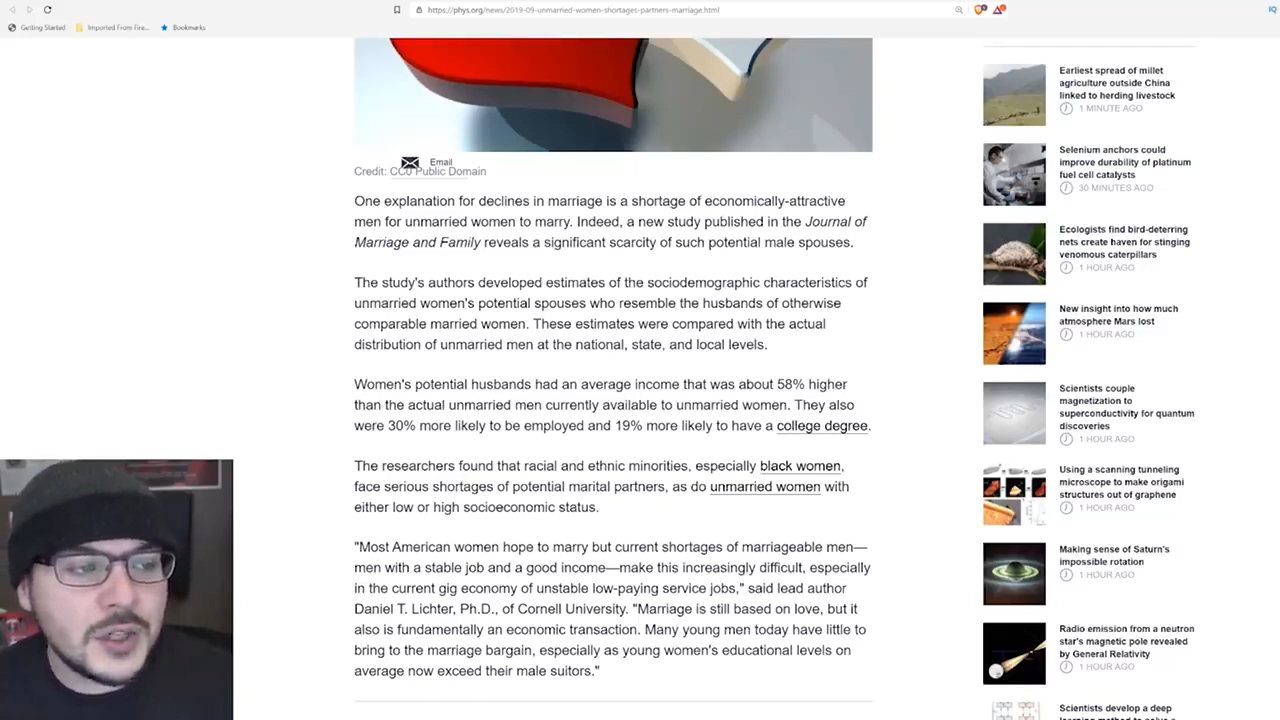 https://phys.org/news/2019-09-unmarried-women-shortages-partners-marriage.html
Getting Started
Imported From Fire...
Bookmarks
Email
Credit: CC0 Public Domain
One explanation for declines in marriage is a shortage of economically-attractive
men for unmarried women to marry. Indeed, a new study published in the Journal of
Marriage and Family reveals a significant scarcity of such potential male spouses.
The study's authors developed estimates of the sociodemographic characteristics of
unmarried women's potential spouses who resemble the husbands of otherwise
comparable married women. These estimates were compared with the actual
distribution of unmarried men at the national, state, and local levels.
Women's potential husbands had an average income that was about 58% higher
than the actual unmarried men currently available to unmarried women. They also
were 30% more likely to be employed and 19% more likely to have a college degree.
The researchers found that racial and ethnic minorities, especially black women,
face serious shortages of potential marital partners, as do unmarried women with
either low or high socioeconomic status.
"Most American women hope to marry but current shortages of marriageable men—
men with a stable job and a good income—make this increasingly difficult, especially
in the current gig economy of unstable low-paying service jobs," said lead author
Daniel T. Lichter, Ph.D., of Cornell University. "Marriage is still based on love, but it
also is fundamentally an economic transaction. Many young men today have little to
bring to the marriage bargain, especially as young women's educational levels on
average now exceed their male suitors."
Earliest spread of millet
agriculture outside China
linked to herding livestock
1 MINUTE AGO
Selenium anchors could
improve durability of platinum
fuel cell catalysts
30 MINUTES AGO
Ecologists find bird-deterring
nets create haven for stinging
venomous caterpillars
1 HOUR AGO
New insight into how much
atmosphere Mars lost
1 HOUR AGO
Scientists couple
magnetization to
superconductivity for quantum
discoveries
1 HOUR AGO
Using a scanning tunneling
microscope to make origami
structures out of graphene
1 HOUR AGO
Making sense of Saturn's
impossible rotation
1 HOUR AGO
Radio emission from a neutron
star's magnetic pole revealed
by General Relativity
1 HOUR AGO
Scientists develop a deep